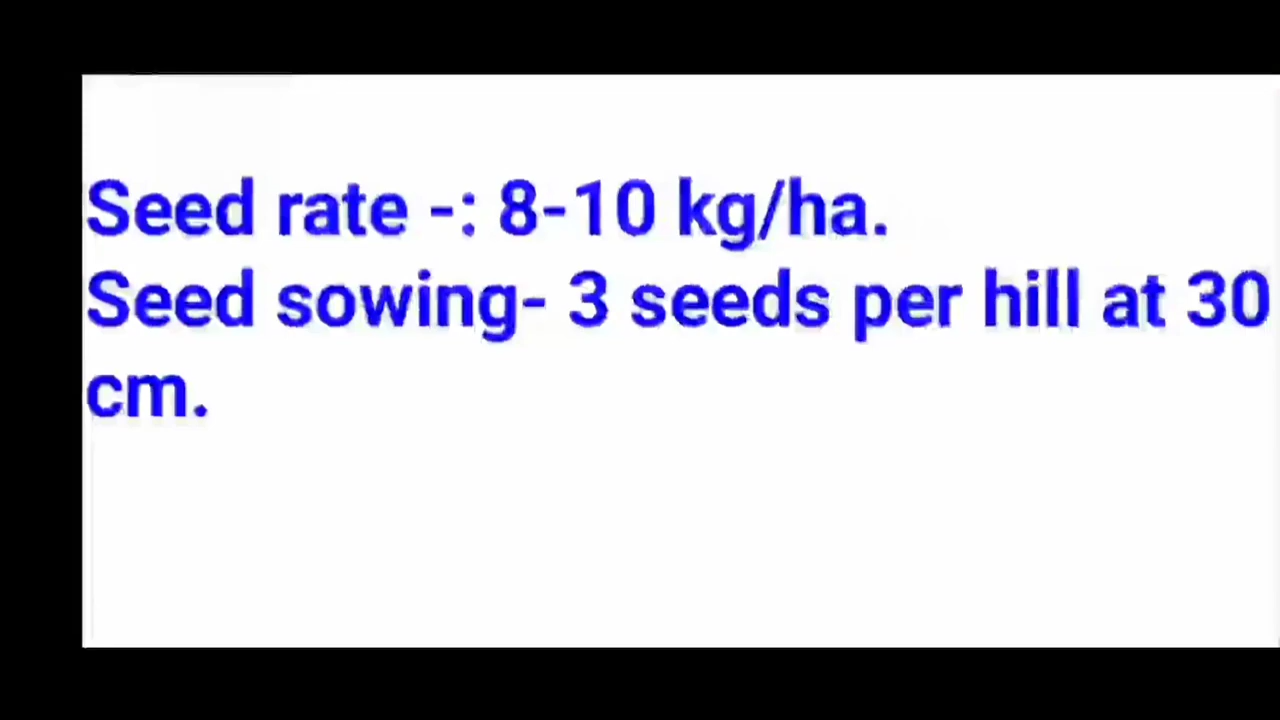 Seed rate -: 8-10 kg/ha.
Seed sowing- 3 seeds per hill at 30
cm.